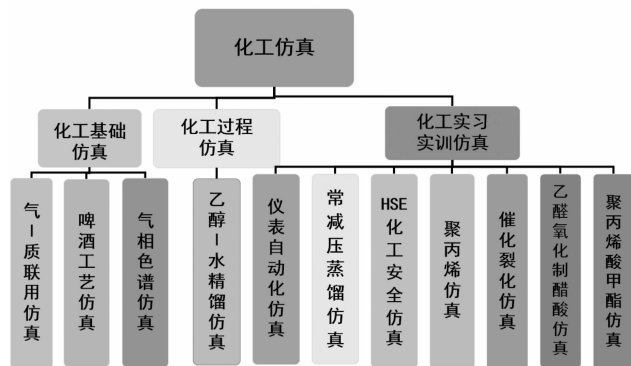 化工仿真
化工基础
仿真
化工过程
仿真
化工实习
实训仿真
气-质联用仿真
啤酒工艺仿真
气相色谱仿真
乙醇-水精馏仿真
仪表自动化仿真
常减压蒸馏仿真
HSE化工安全仿真
聚丙烯仿真
催化裂化仿真
乙醛氧化制醋酸仿真
聚丙烯酸甲酯仿真